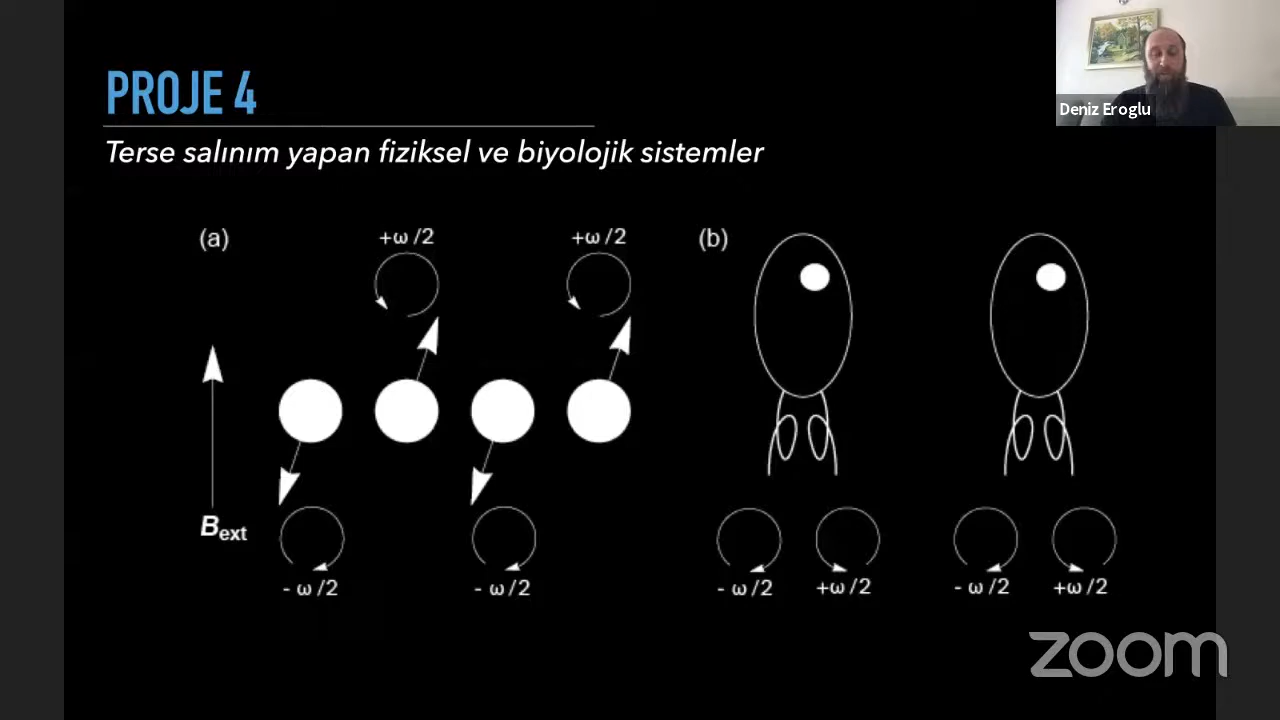 PROJE 4
Terse salınım yapan fiziksel ve biyolojik sistemler
Deniz Eroglu
(a)
+ω/2
+ω/2
Bext
- ω/2
- ω/2
(b)
- ω/2
+ω/2
- ω/2
+ω/2
zoom